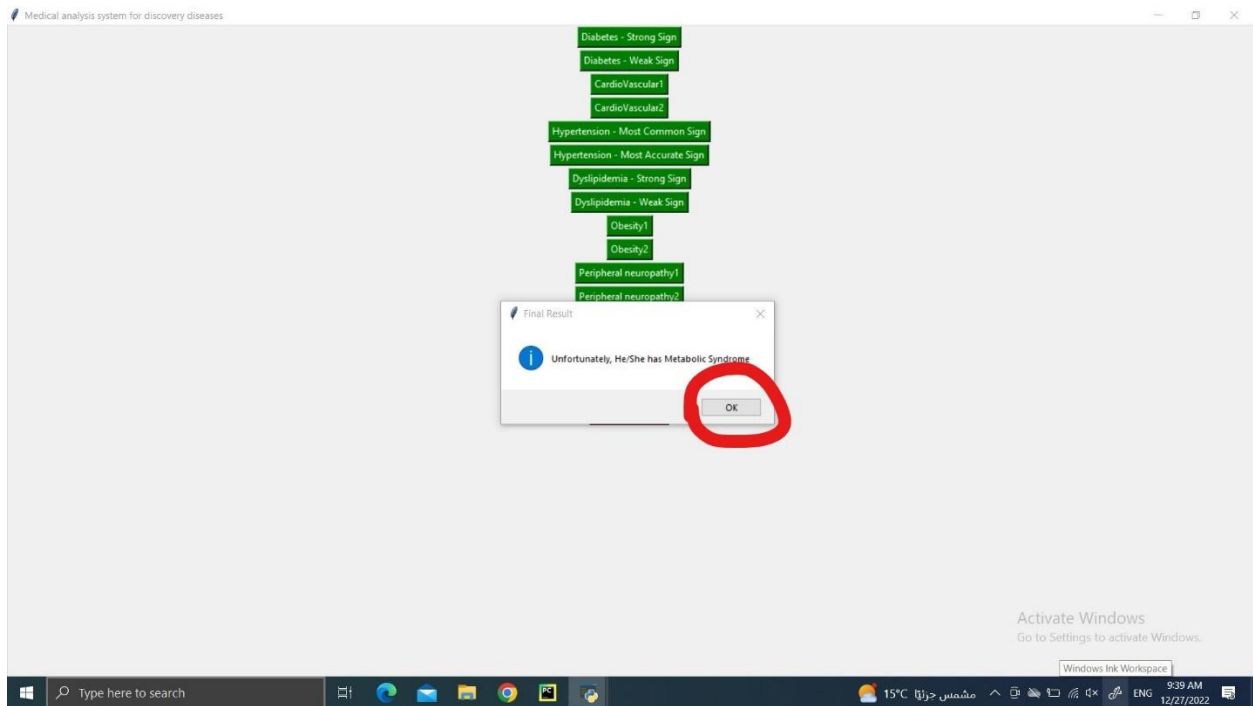 Medical analysis system for discovery diseases
Diabetes - Strong Sign
Diabetes - Weak Sign
CardioVascular1
CardioVascular2
Hypertension - Most Common Sign
Hypertension - Most Accurate Sign
Dyslipidemia - Strong Sign
Dyslipidemia - Weak Sign
Obesity1
Obesity2
Peripheral neuropathy1
Peripheral neuropathy2
Final Result
Unfortunately, He/She has Metabolic Syndrome
OK
Activate Windows
Go to Settings to activate Windows.
Windows Ink Workspace
Type here to search
PC
15°C مشمس جزئيًا
ENG
9:39 AM
12/27/2022